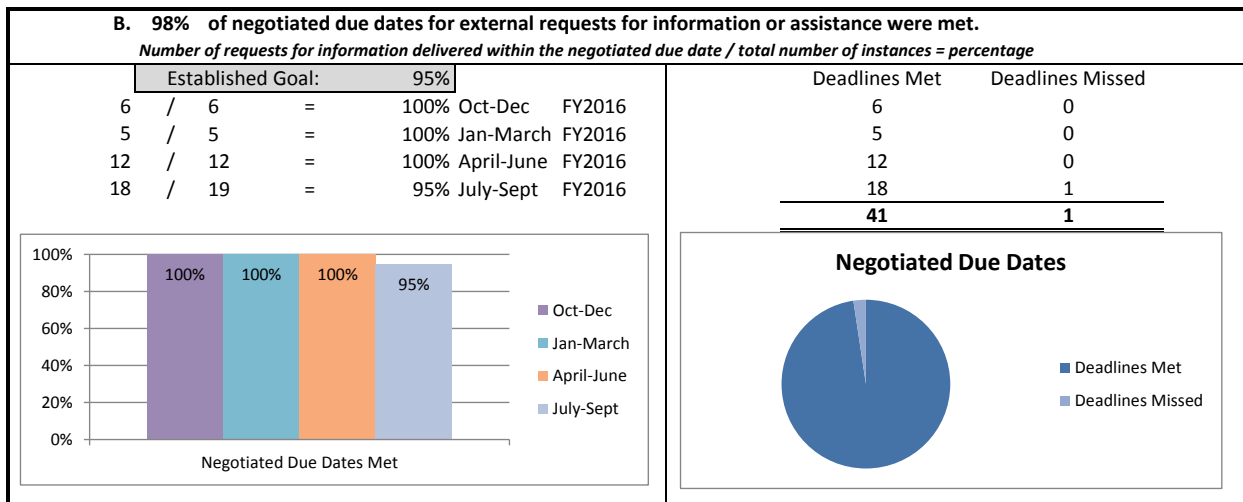 B. 98% of negotiated due dates for external requests for information or assistance were met.
Number of requests for information delivered within the negotiated due date / total number of instances = percentage
Established Goal: 95%
6 / 6 = 100% Oct-Dec FY2016
5 / 5 = 100% Jan-March FY2016
12 / 12 = 100% April-June FY2016
18 / 19 = 95% July-Sept FY2016
Deadlines Met Deadlines Missed
6 0
5 0
12 0
18 1
41 1
100%
80%
60%
40%
20%
0%
100% 100% 100% 95%
Negotiated Due Dates Met
Oct-Dec
Jan-March
April-June
July-Sept
Negotiated Due Dates
Deadlines Met
Deadlines Missed